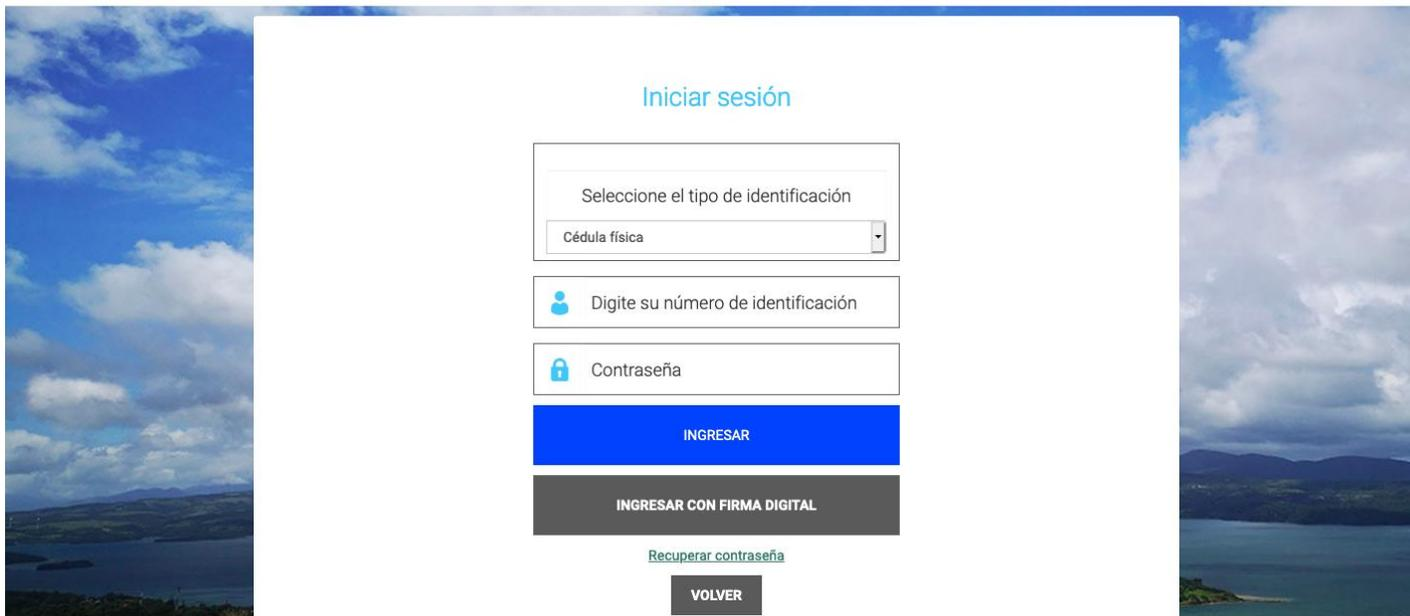 Iniciar sesión
Seleccione el tipo de identificación
Cédula física
Digite su número de identificación
Contraseña
INGRESAR
INGRESAR CON FIRMA DIGITAL
Recuperar contraseña
VOLVER